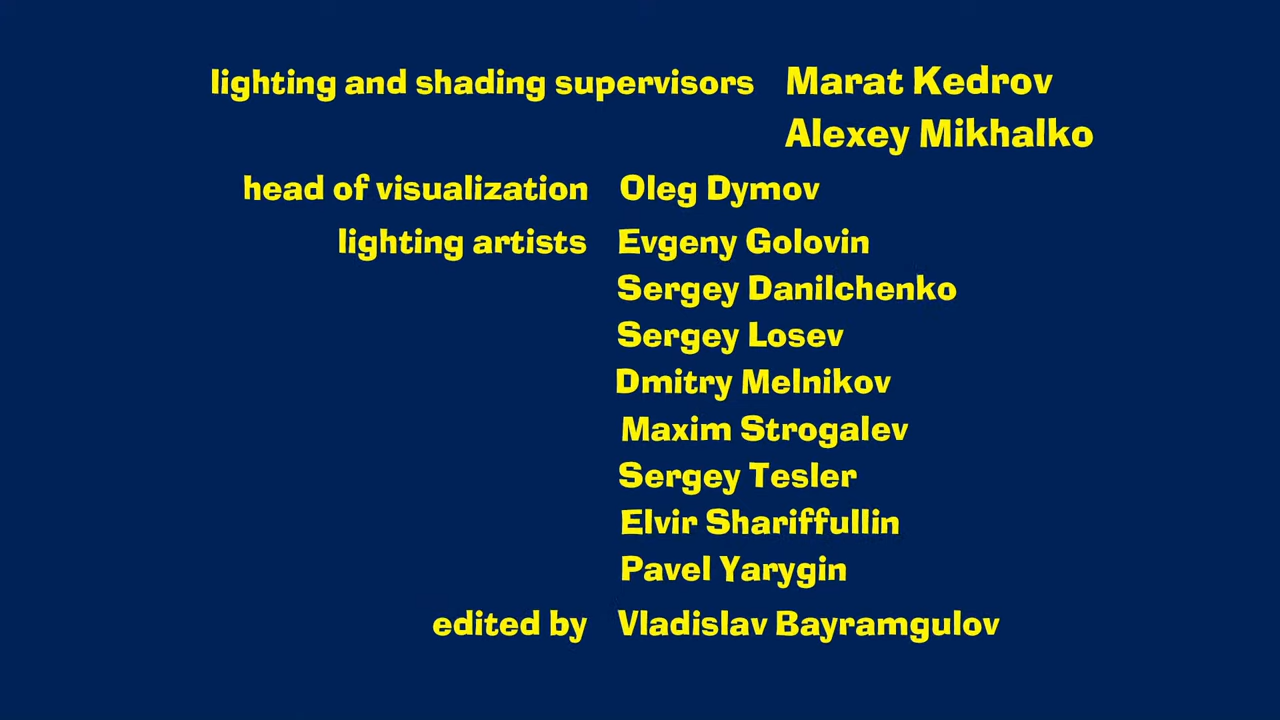 lighting and shading supervisors Marat Kedrov
Alexey Mikhalko
head of visualization Oleg Dymov
lighting artists Evgeny Golovin
Sergey Danilchenko
Sergey Losev
Dmitry Melnikov
Maxim Strogalev
Sergey Tesler
Elvir Shariffullin
Pavel Yarygin
edited by Vladislav Bayramgulov